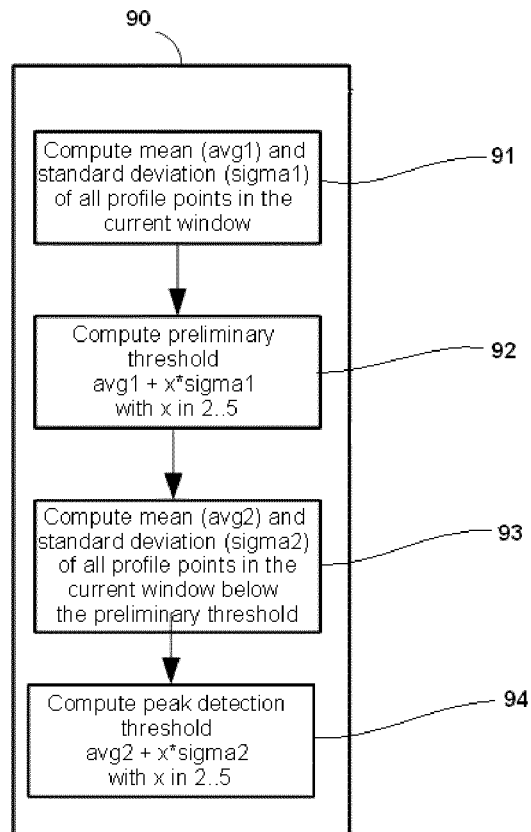 90
Compute mean (avg1) and
standard deviation (sigma1)
of all profile points in the
current window
91
Compute preliminary
threshold
avg1 + x*sigma1
with x in 2..5
92
Compute mean (avg2) and
standard deviation (sigma2)
of all profile points in the
current window below
the preliminary threshold
93
Compute peak detection
threshold
avg2 + x*sigma2
with x in 2..5
94